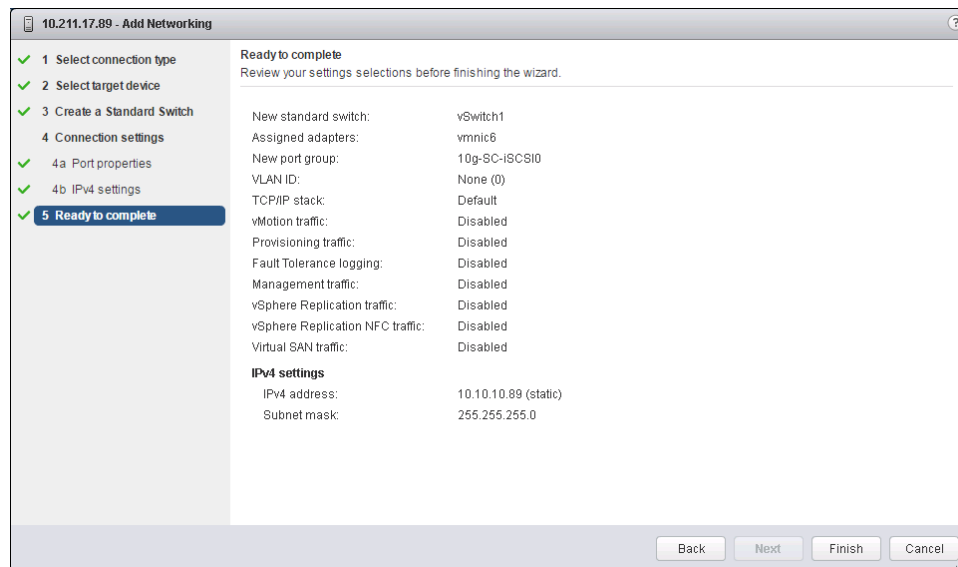 10.211.17.89 - Add Networking
?
1 Select connection type
2 Select target device
3 Create a Standard Switch
4 Connection settings
4a Port properties
4b IPv4 settings
5 Ready to complete
Ready to complete
Review your settings selections before finishing the wizard.
New standard switch: vSwitch1
Assigned adapters: vmnic6
New port group: 10g-SC-iSCSI0
VLAN ID: None (0)
TCP/IP stack: Default
vMotion traffic: Disabled
Provisioning traffic: Disabled
Fault Tolerance logging: Disabled
Management traffic: Disabled
vSphere Replication traffic: Disabled
vSphere Replication NFC traffic: Disabled
Virtual SAN traffic: Disabled
IPv4 settings
IPv4 address: 10.10.10.89 (static)
Subnet mask: 255.255.255.0
Back Next Finish Cancel